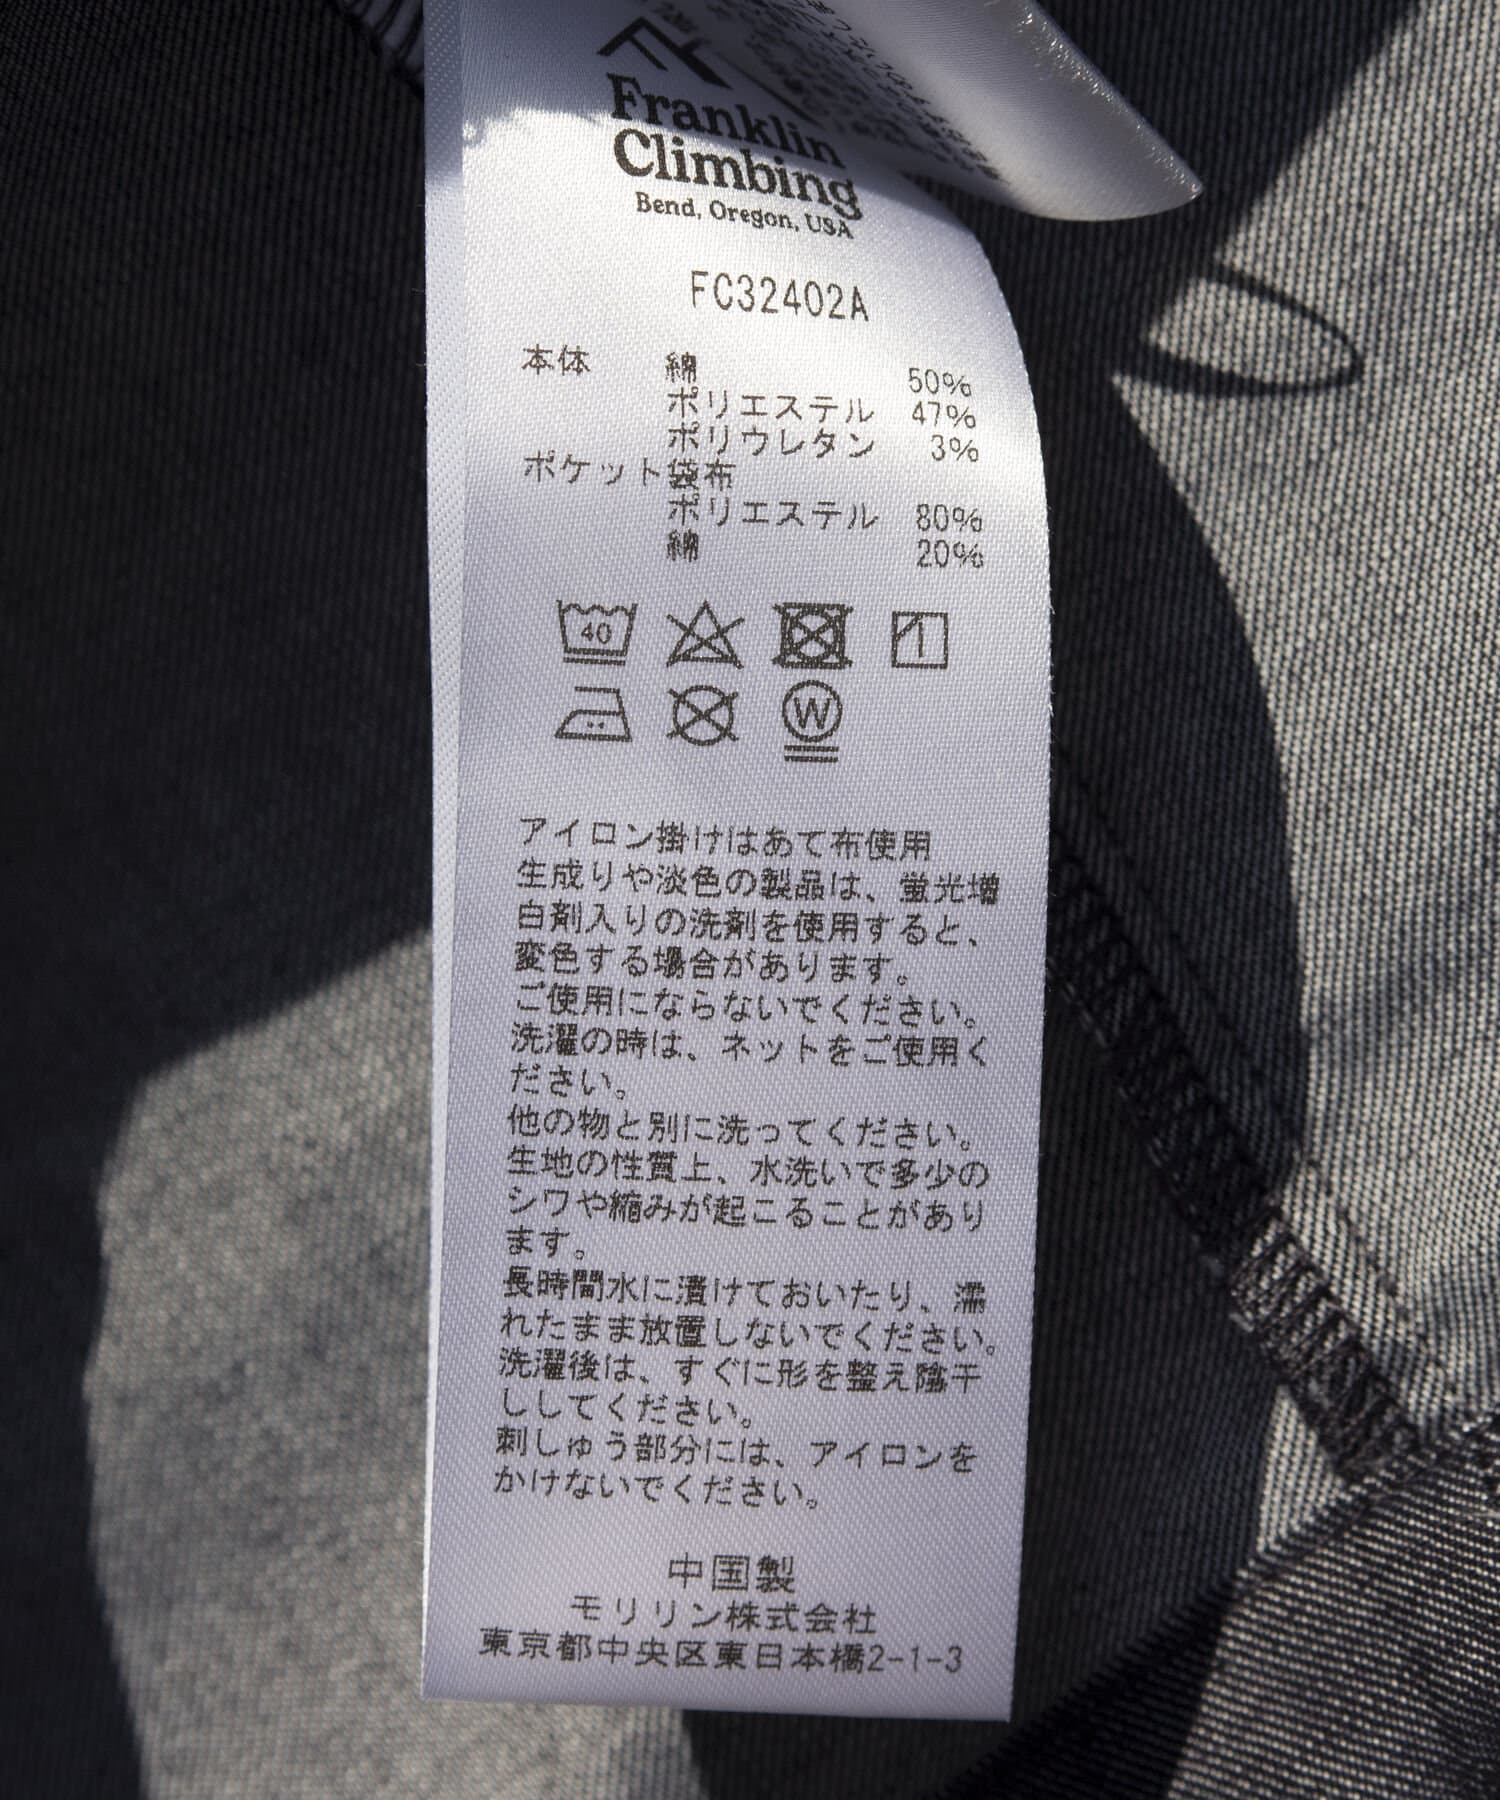 Franklin
Climbing
Bend, Oregon, USA
FC32402A
本体 綿 50%
ポリエステル 47%
ポリウレタン 3%
ポケット袋布
ポリエステル 80%
綿 20%
40
W
アイロン掛けはあて布使用
生成りや淡色の製品は、蛍光増
白剤入りの洗剤を使用すると、
変色する場合があります。
ご使用にならないでください。
洗濯の時は、ネットをご使用く
ださい。
他の物と別に洗ってください。
生地の性質上、水洗いで多少の
シワや縮みが起こることがあり
ます。
長時間水に漬けておいたり、濡
れたまま放置しないでください。
洗濯後は、すぐに形を整え陰干
ししてください。
刺しゅう部分には、アイロンを
かけないでください。
中国製
モリリン株式会社
東京都中央区東日本橋2-1-3